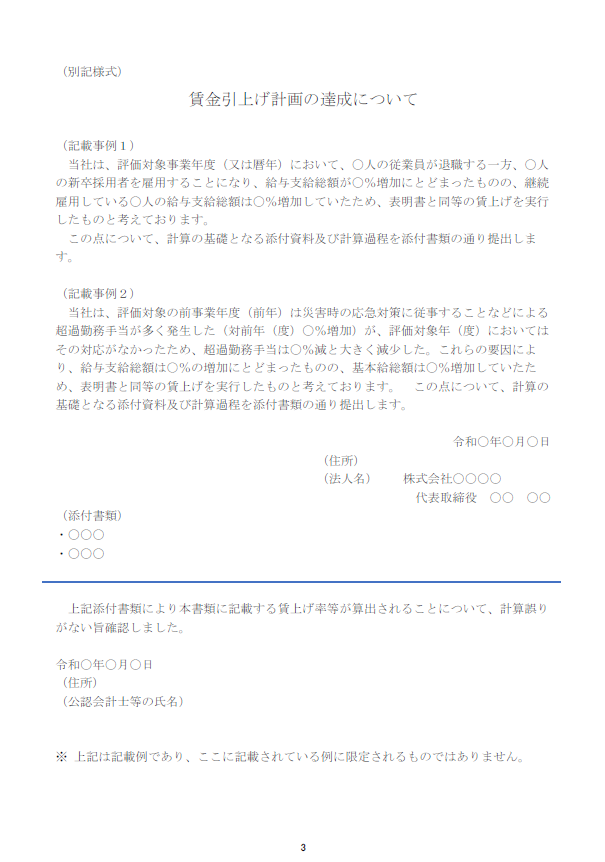 （別記様式）
賃金引上げ計画の達成について
（記載事例１）
　当社は、評価対象事業年度（又は暦年）において、○人の従業員が退職する一方、○人
の新卒採用者を雇用することになり、給与支給総額が○％増加にとどまったものの、継続
雇用している○人の給与支給総額は○％増加していたため、表明書と同等の賃上げを実行
したものと考えております。
　この点について、計算の基礎となる添付資料及び計算過程を添付書類の通り提出しま
す。
（記載事例２）
　当社は、評価対象の前事業年度（前年）は災害時の応急対策に従事することなどによる
超過勤務手当が多く発生した（対前年（度）○％増加）が、評価対象年（度）においては
その対応がなかったため、超過勤務手当は○％減と大きく減少した。これらの要因によ
り、給与支給総額は○％の増加にとどまったものの、基本給総額は○％増加していたた
め、表明書と同等の賃上げを実行したものと考えております。　この点について、計算の
基礎となる添付資料及び計算過程を添付書類の通り提出します。
令和○年○月○日
（住所）
（法人名）　　株式会社○○○○
代表取締役　○○　○○
（添付書類）
・○○○
・○○○
　上記添付書類により本書類に記載する賃上げ率等が算出されることについて、計算誤り
がない旨確認しました。
令和○年○月○日
（住所）
（公認会計士等の氏名）
※ 上記は記載例であり、ここに記載されている例に限定されるものではありません。
3